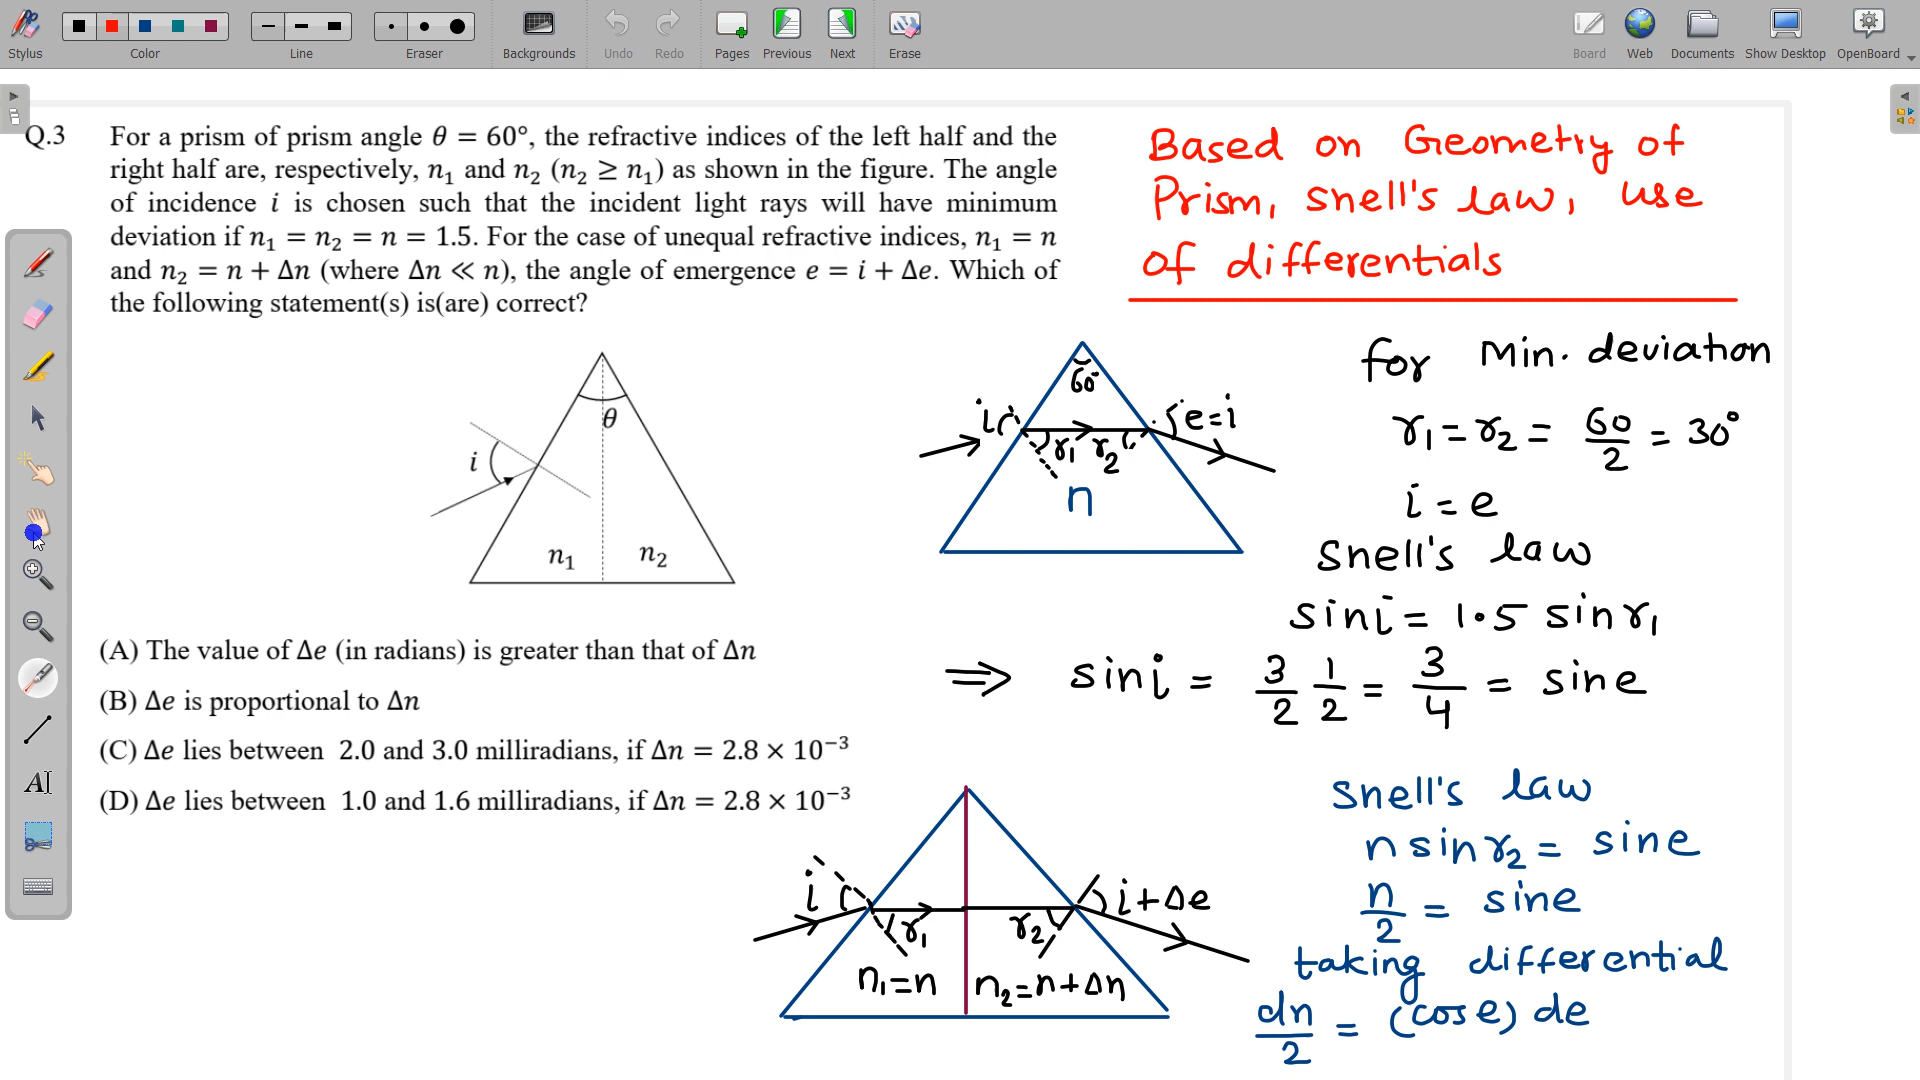 Stylus
Color
Line
Eraser
Backgrounds
Undo
Redo
Pages
Previous
Next
Erase
Board
Web
Documents
Show Desktop
OpenBoard
Q.3 For a prism of prism angle θ = 60°, the refractive indices of the left half and the
right half are, respectively, n₁ and n₂ (n₂ ≥ n₁) as shown in the figure. The angle
of incidence i is chosen such that the incident light rays will have minimum
deviation if n₁ = n₂ = n = 1.5. For the case of unequal refractive indices, n₁ = n
and n₂ = n + Δn (where Δn ≪ n), the angle of emergence e = i + Δe. Which of
the following statement(s) is(are) correct?
θ
i
n₁ n₂
(A) The value of Δe (in radians) is greater than that of Δn
(B) Δe is proportional to Δn
(C) Δe lies between 2.0 and 3.0 milliradians, if Δn = 2.8 × 10⁻³
(D) Δe lies between 1.0 and 1.6 milliradians, if Δn = 2.8 × 10⁻³
Based on Geometry of
Prism, snell's law, use
of differentials
60°
i e=i
r₁ r₂
n
for Min. deviation
r₁ = r₂ = 60/2 = 30°
i = e
Snell's law
sini = 1.5 sin r₁
⇒ sini = 3/2 1/2 = 3/4 = sine
i i+Δe
r₁ r₂
n₁=n n₂=n+Δn
Snell's law
n sin r₂ = sine
n/2 = sine
taking differential
dn/2 = (cos e) de
AI